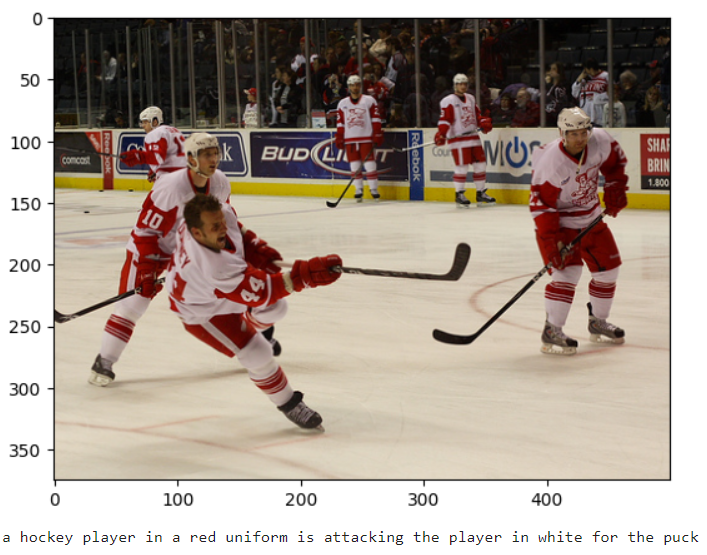 0
50
100
comcast
Reebok
BUD LIGHT
Reebok
SHAR
BRIN
1.800
150
10
200
44
250
300
350
0 100 200 300 400
a hockey player in a red uniform is attacking the player in white for the puck